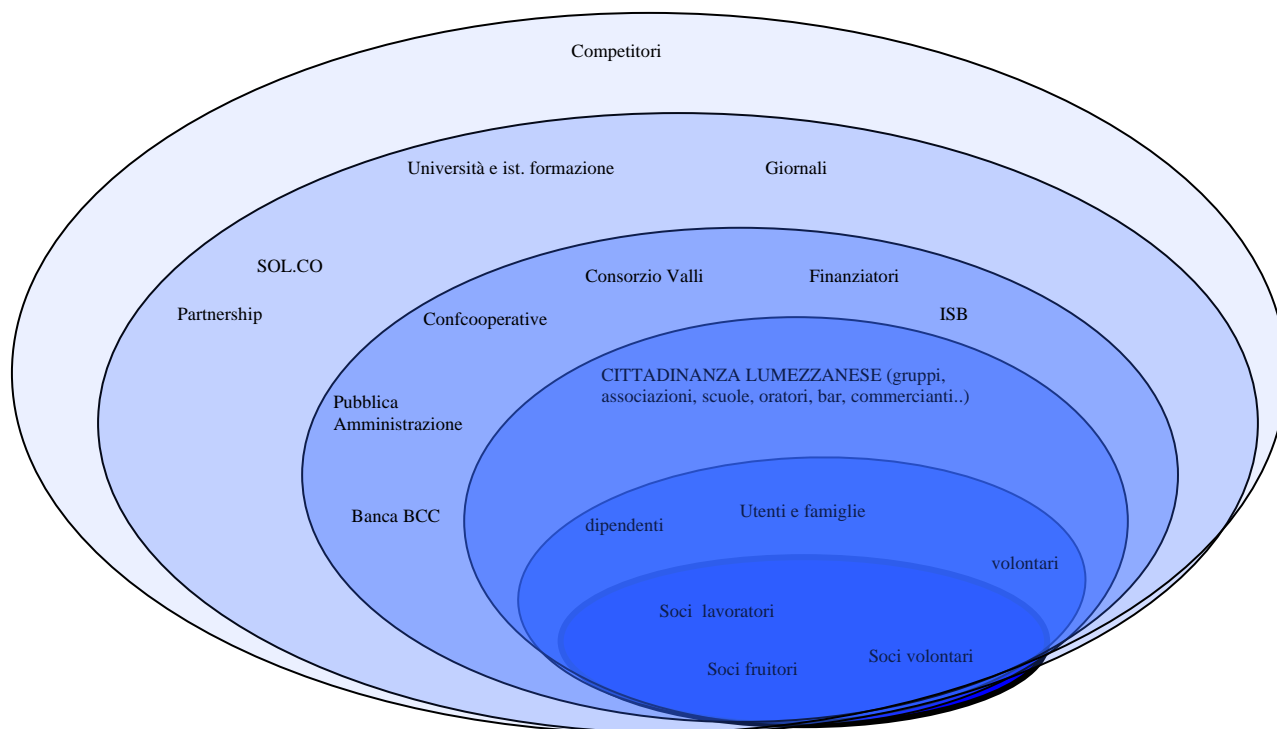 Competitori
Università e ist. formazione
Giornali
SOL.CO
Consorzio Valli
Finanziatori
Partnership
Confcooperative
ISB
CITTADINANZA LUMEZZANESE (gruppi,
associazioni, scuole, oratori, bar, commercianti..)
Pubblica
Amministrazione
Banca BCC
Utenti e famiglie
dipendenti
volontari
Soci  lavoratori
Soci volontari
Soci fruitori